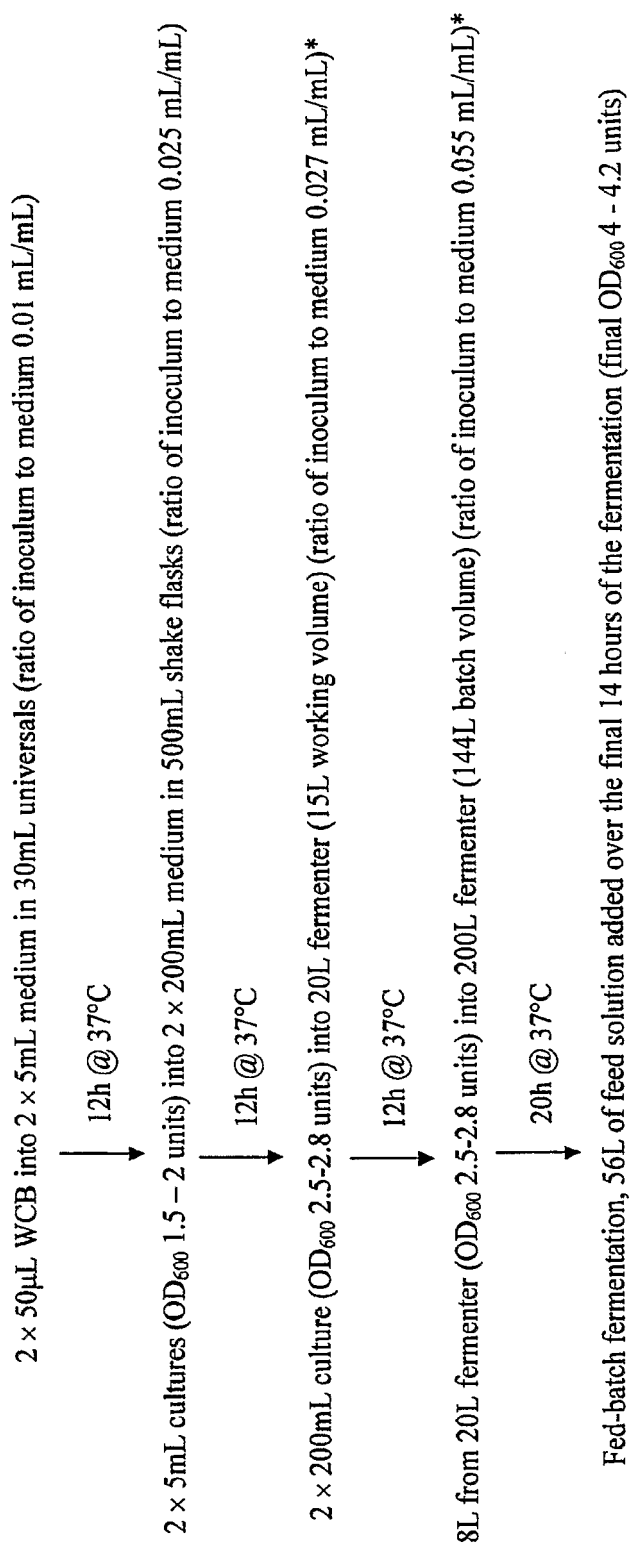 2 × 50µL WCB into 2 × 5mL medium in 30mL universals (ratio of inoculum to medium 0.01 mL/mL)
12h @ 37°C
2 × 5mL cultures (OD600 1.5 – 2 units) into 2 × 200mL medium in 500mL shake flasks (ratio of inoculum to medium 0.025 mL/mL)
12h @ 37°C
2 × 200mL culture (OD600 2.5-2.8 units) into 20L fermenter (15L working volume) (ratio of inoculum to medium 0.027 mL/mL)*
12h @ 37°C
8L from 20L fermenter (OD600 2.5-2.8 units) into 200L fermenter (144L batch volume) (ratio of inoculum to medium 0.055 mL/mL)*
20h @ 37°C
Fed-batch fermentation, 56L of feed solution added over the final 14 hours of the fermentation (final OD600 4 - 4.2 units)